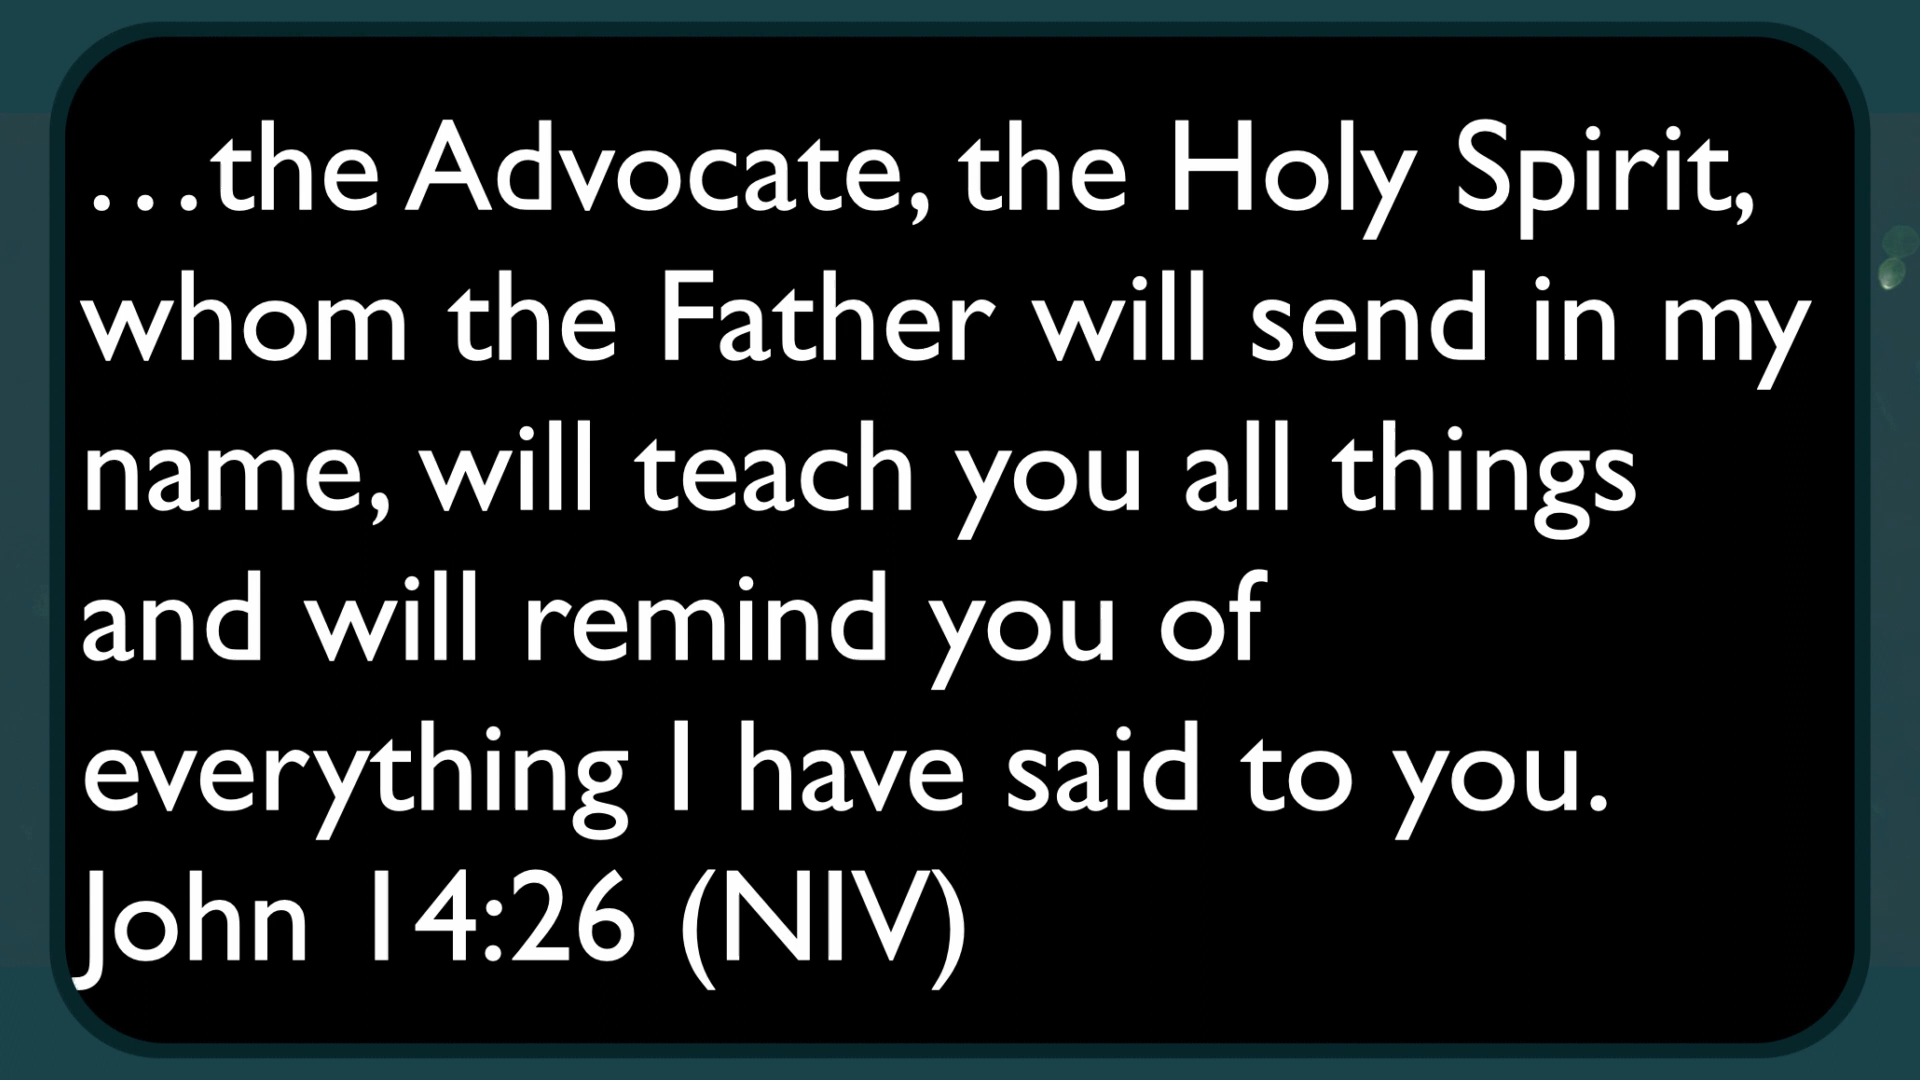 …the Advocate, the Holy Spirit,
whom the Father will send in my
name, will teach you all things
and will remind you of
everything I have said to you.
John 14:26 (NIV)